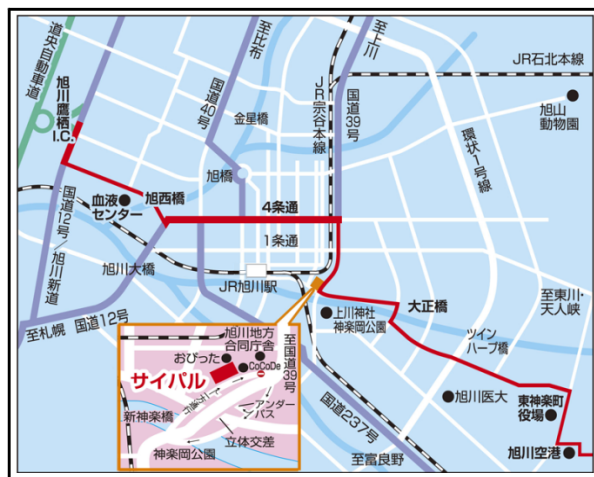 道央自動車道
至比布
至上川
JR石北本線
旭川鷹栖
I.C.
国道
40号
金星橋
JR宗谷本線
国道39号
旭山
動物園
環状1号線
旭橋
血液
センター
旭西橋
4条通
国道12号
／旭川新道
1条通
旭川大橋
JR旭川駅
至札幌 国道12号
上川神社
神楽岡公園
大正橋
至東川・
天人峡
ツイン
ハープ橋
旭川地方
合同庁舎
おぴった
CoCoDe
至国道39号
サイパル
アンダー
パス
新神楽橋
立体交差
神楽岡公園
国道237号
至富良野
旭川医大
東神楽町
役場
旭川空港